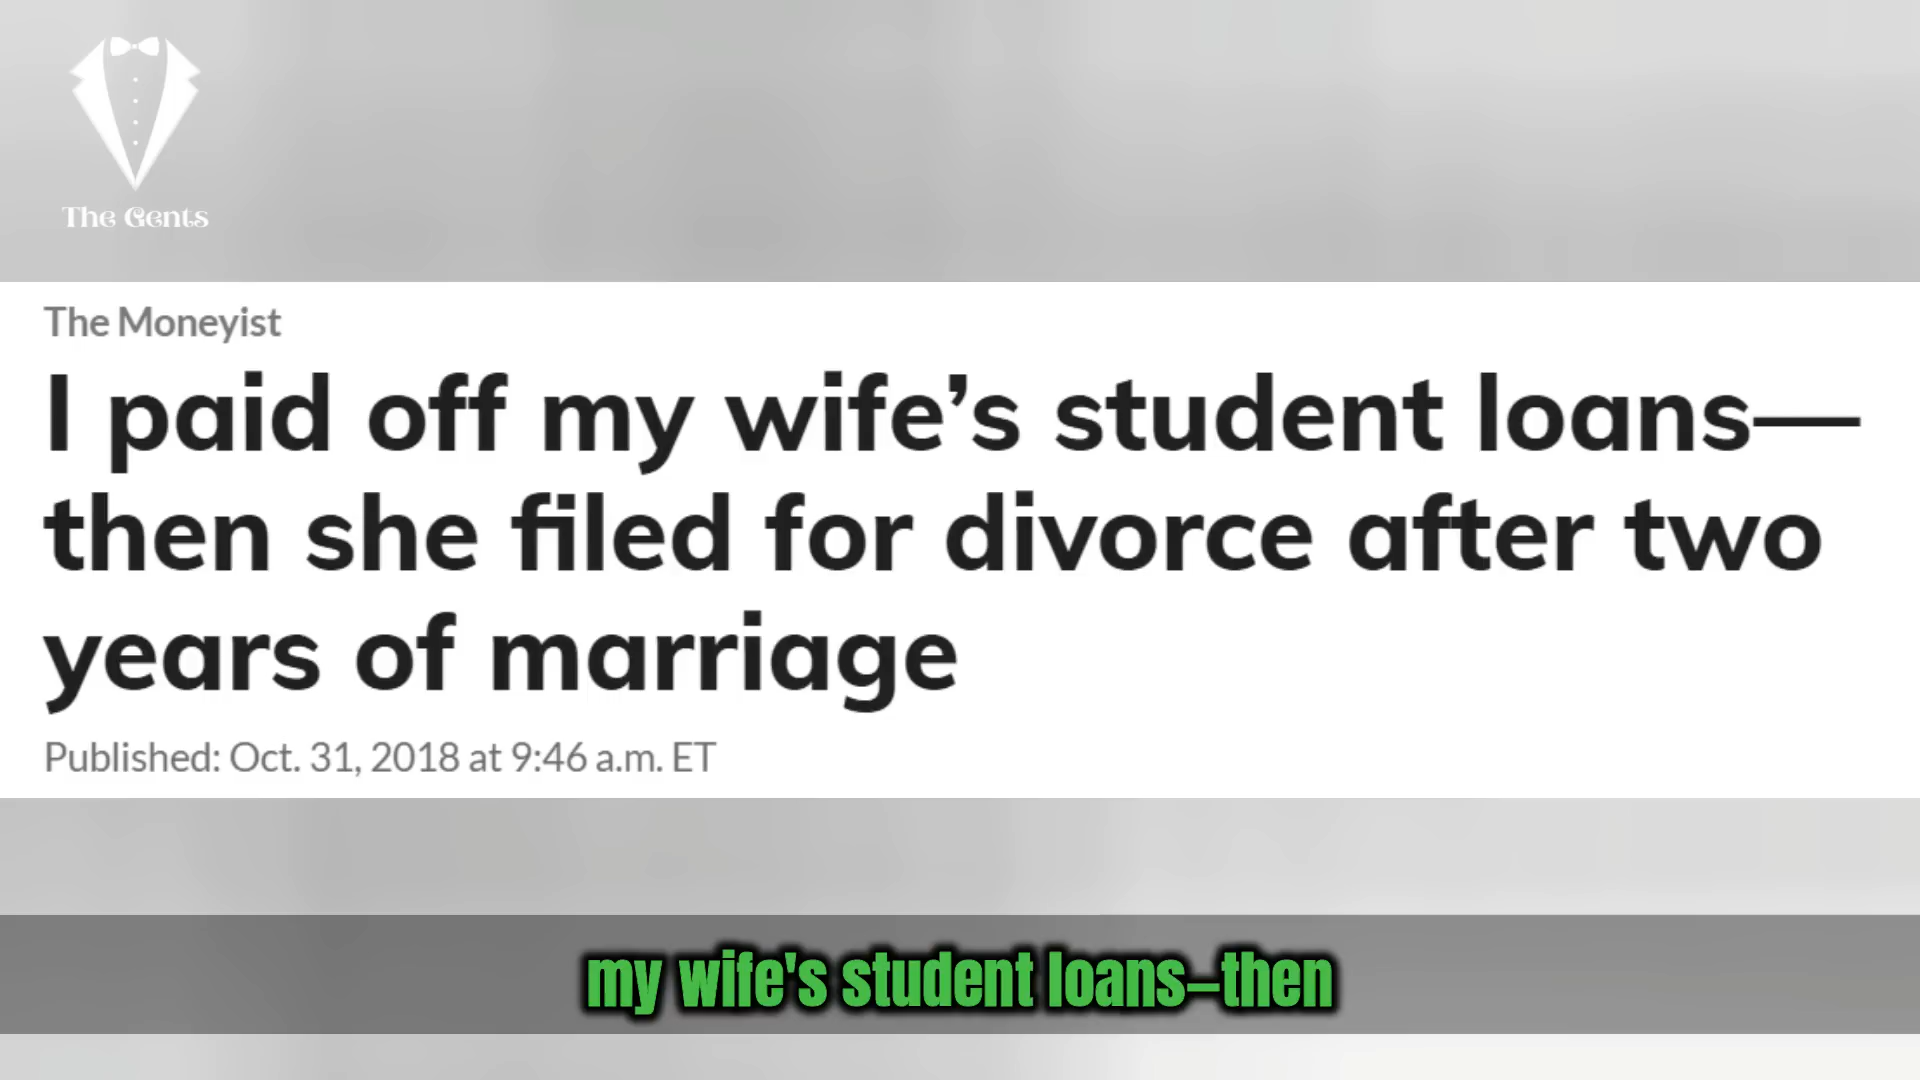 The Gents
The Moneyist
I paid off my wife’s student loans—
then she filed for divorce after two
years of marriage
Published: Oct. 31, 2018 at 9:46 a.m. ET
my wife's student loans—then